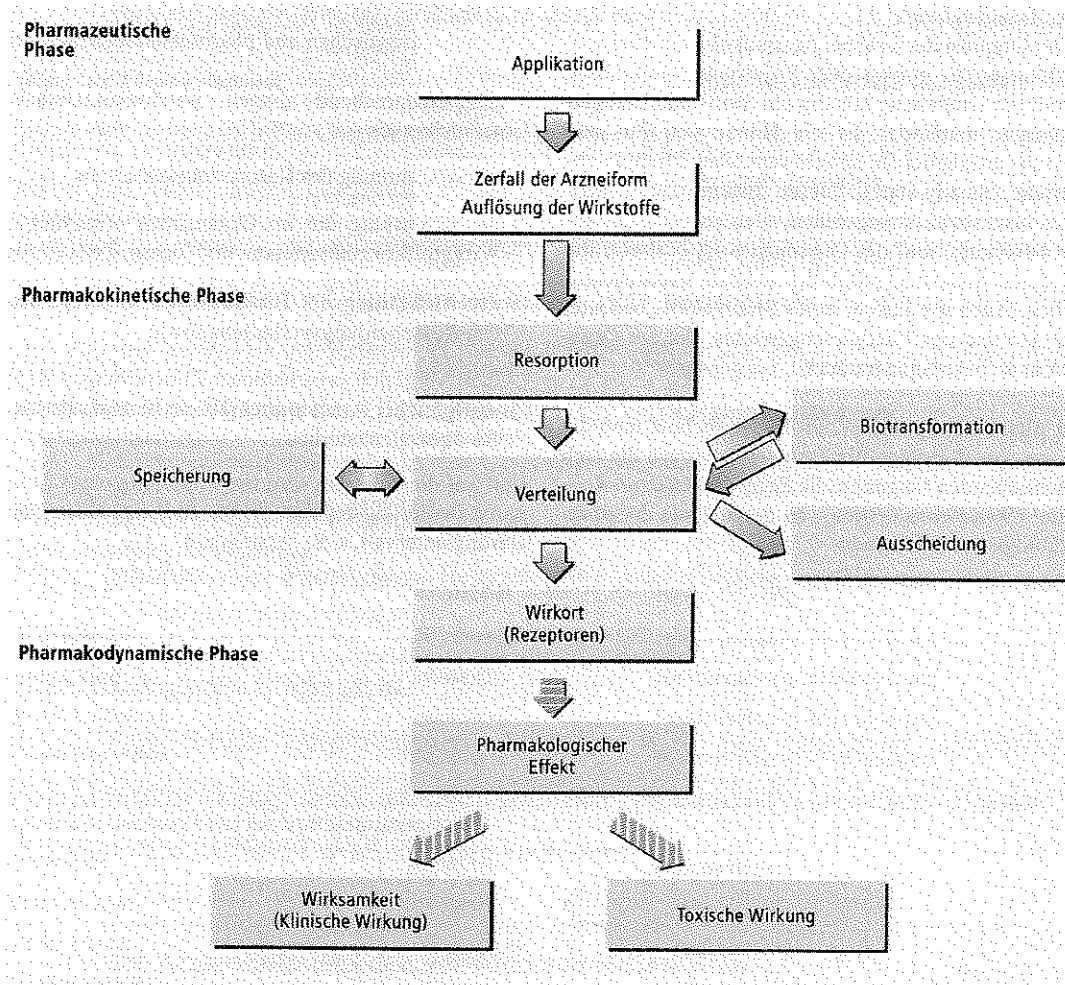 Pharmazeutische
Phase
Applikation
Zerfall der Arzneiform
Auflösung der Wirkstoffe
Pharmakokinetische Phase
Resorption
Biotransformation
Speicherung
Verteilung
Ausscheidung
Wirkort
(Rezeptoren)
Pharmakodynamische Phase
Pharmakologischer
Effekt
Wirksamkeit
(Klinische Wirkung)
Toxische Wirkung